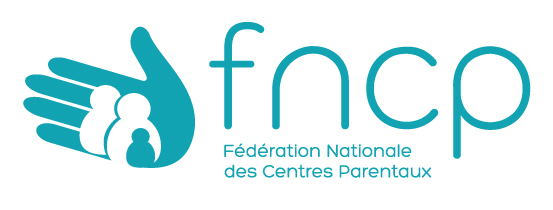 fncp
Fédération Nationale
des Centres Parentaux